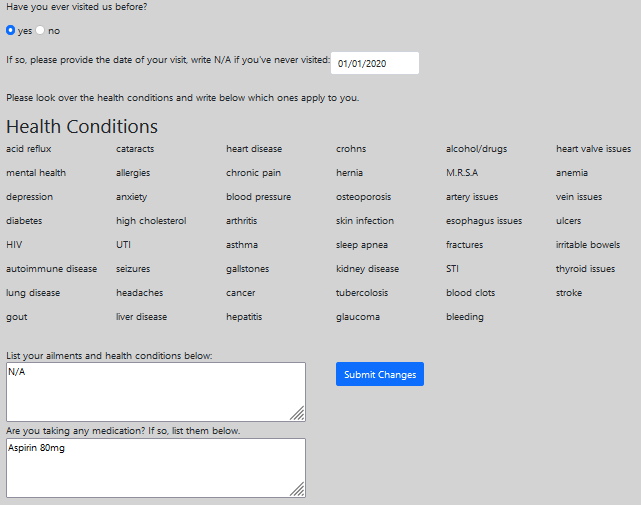 Have you ever visited us before?
yes no
If so, please provide the date of your visit, write N/A if you've never visited: 01/01/2020
Please look over the health conditions and write below which ones apply to you.
Health Conditions
acid reflux cataracts heart disease crohns alcohol/drugs heart valve issues
mental health allergies chronic pain hernia M.R.S.A anemia
depression anxiety blood pressure osteoporosis artery issues vein issues
diabetes high cholesterol arthritis skin infection esophagus issues ulcers
HIV UTI asthma sleep apnea fractures irritable bowels
autoimmune disease seizures gallstones kidney disease STI thyroid issues
lung disease headaches cancer tubercolosis blood clots stroke
gout liver disease hepatitis glaucoma bleeding
List your ailments and health conditions below:
N/A
Submit Changes
Are you taking any medication? If so, list them below.
Aspirin 80mg